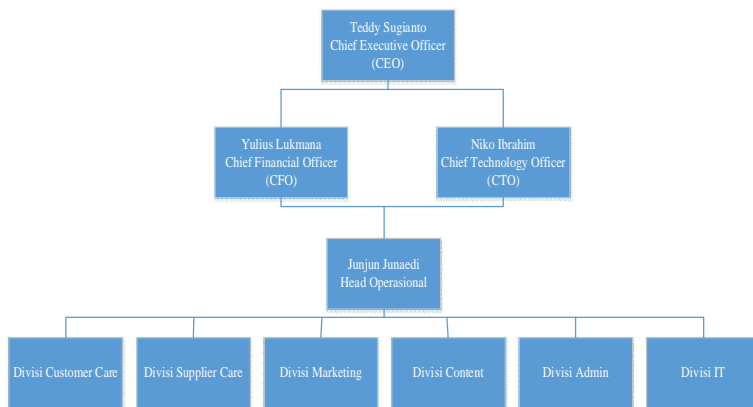 Teddy Sugianto
Chief Executive Officer
(CEO)
Yulius Lukmana
Chief Financial Officer
(CFO)
Niko Ibrahim
Chief Technology Officer
(CTO)
Junjun Junaedi
Head Operasional
Divisi Customer Care
Divisi Supplier Care
Divisi Marketing
Divisi Content
Divisi Admin
Divisi IT